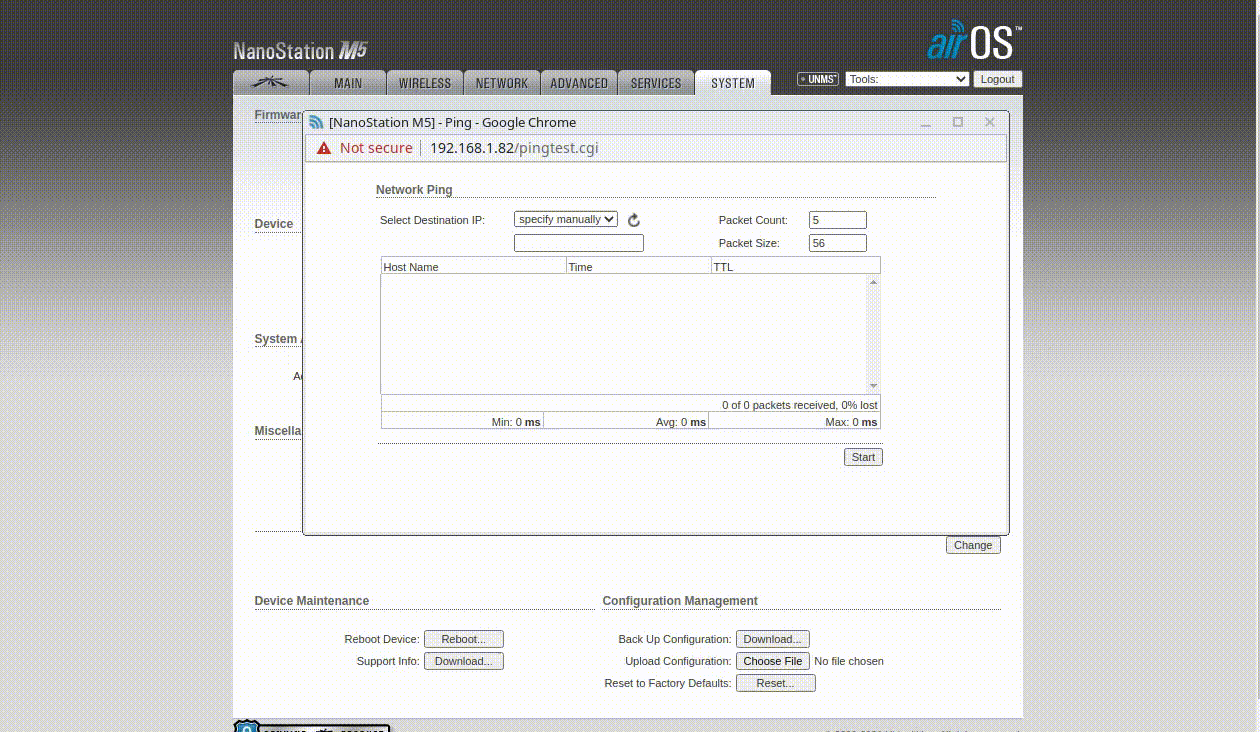 NanoStation M5
airOS™
MAIN WIRELESS NETWORK ADVANCED SERVICES SYSTEM
UNMS™ Tools: Logout
[NanoStation M5] - Ping - Google Chrome
Not secure 192.168.1.82/pingtest.cgi
Network Ping
Select Destination IP: specify manually Packet Count: 5
Packet Size: 56
Host Name Time TTL
0 of 0 packets received, 0% lost
Min: 0 ms Avg: 0 ms Max: 0 ms
Start
Firmwar
Device
System A
Ac
Miscella
Change
Device Maintenance Configuration Management
Reboot Device: Reboot... Back Up Configuration: Download...
Support Info: Download... Upload Configuration: Choose File No file chosen
Reset to Factory Defaults: Reset...